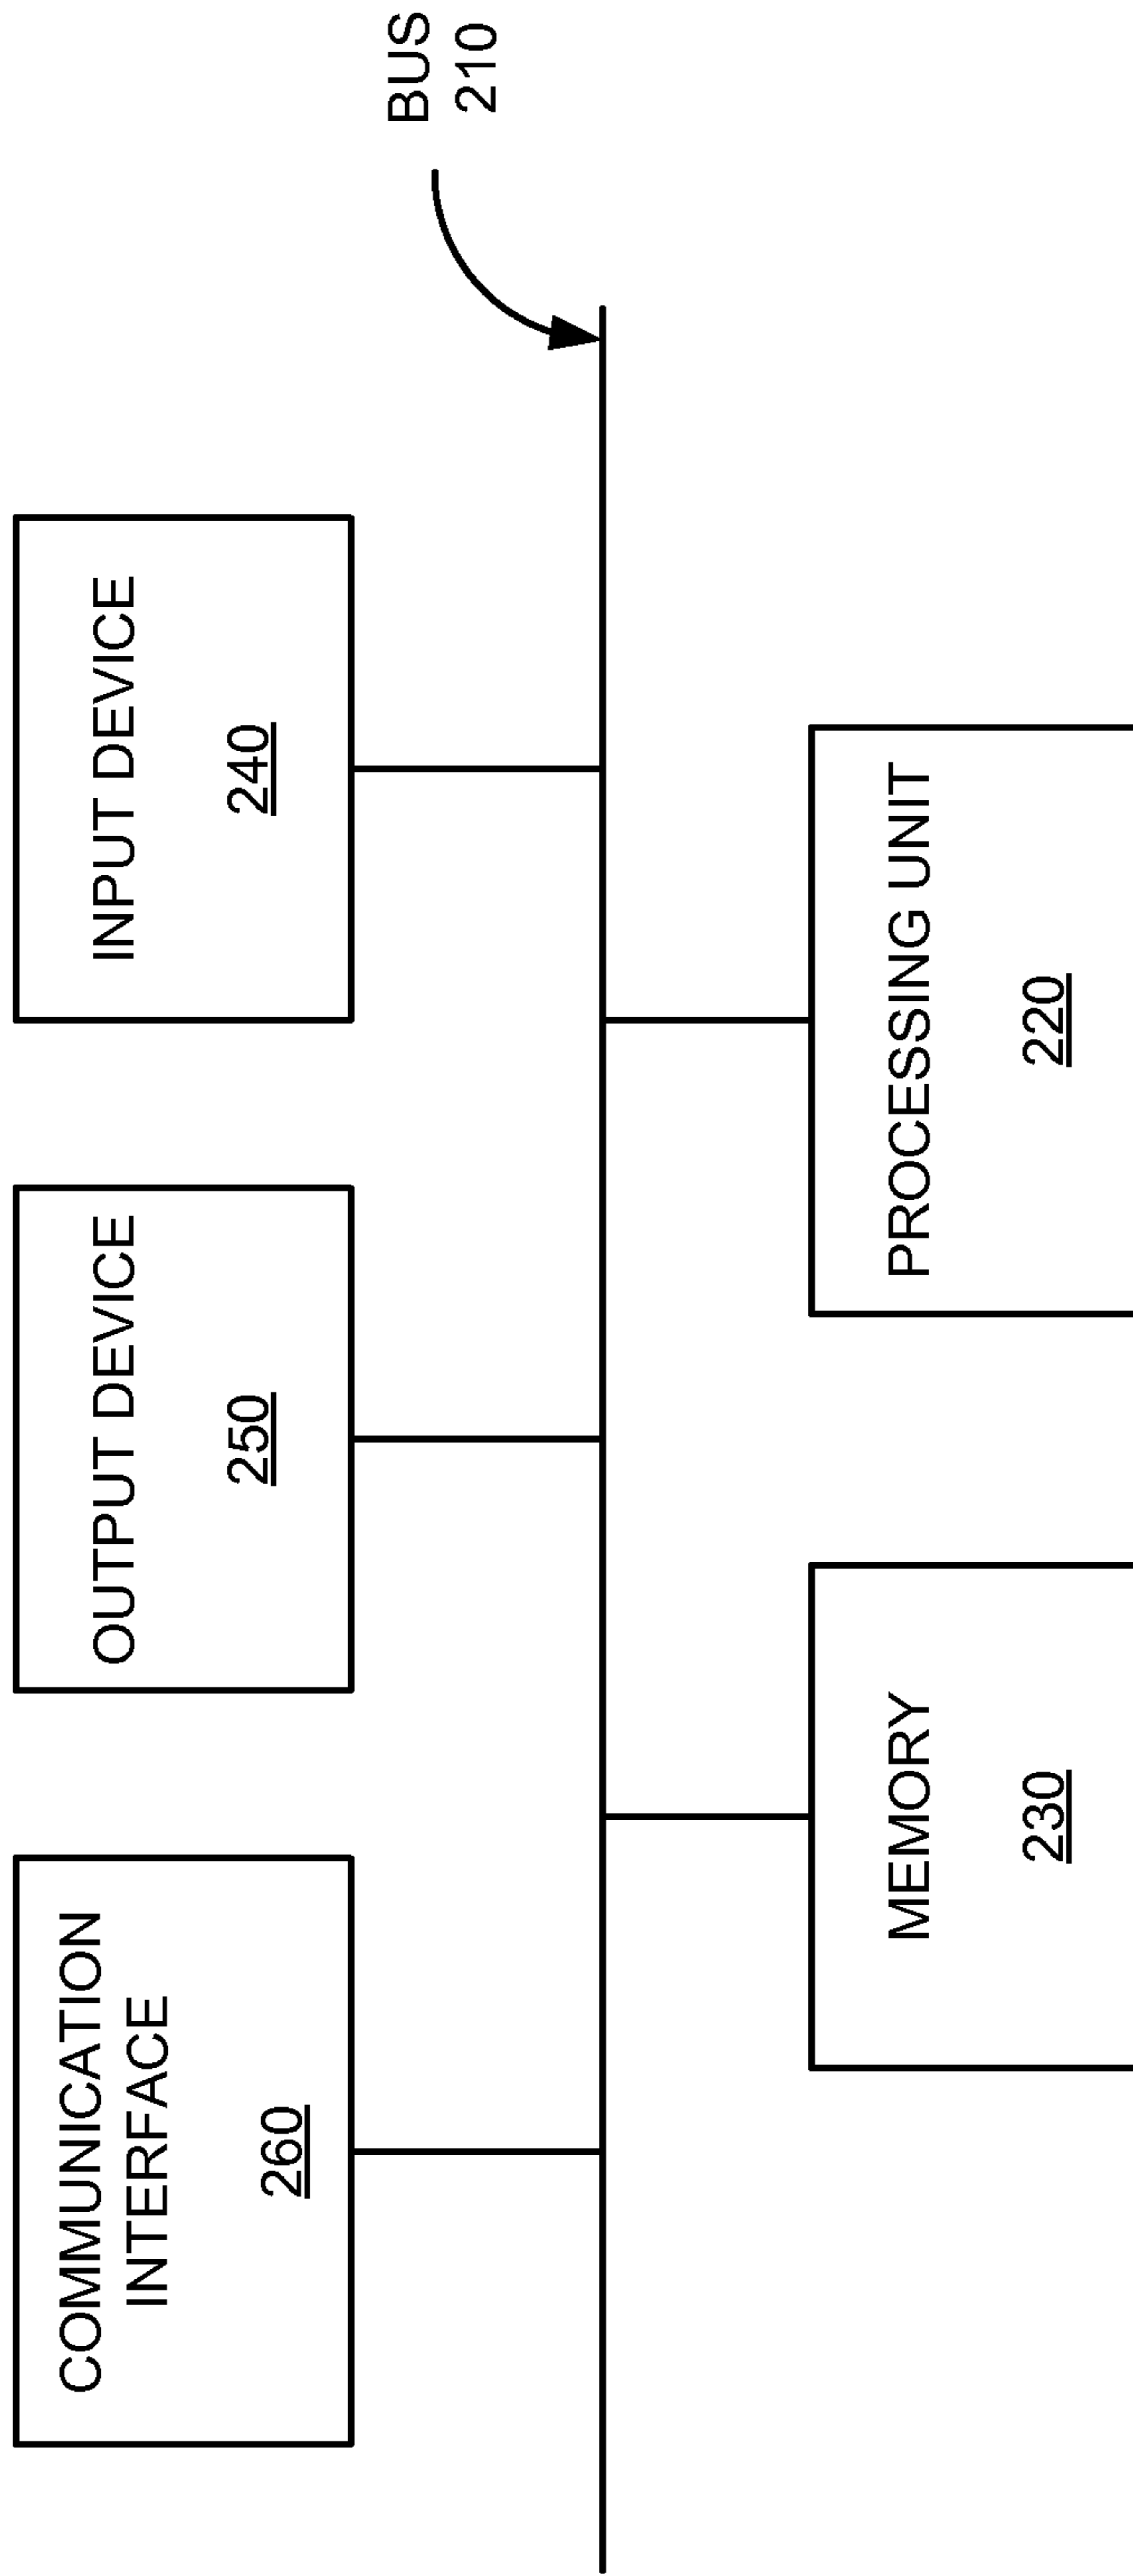 COMMUNICATION
INTERFACE
260
OUTPUT DEVICE
250
INPUT DEVICE
240
BUS
210
MEMORY
230
PROCESSING UNIT
220